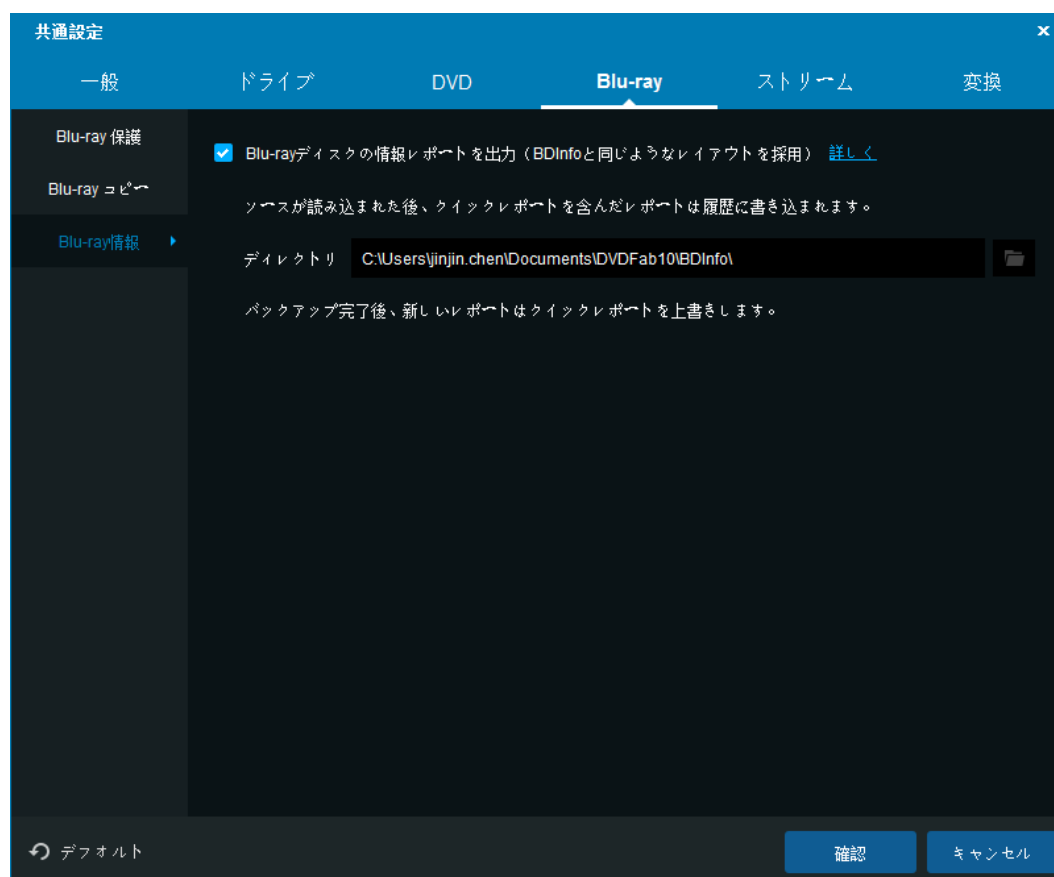 共通設定
一般 ドライブ DVD Blu-ray ストリーム 変換
Blu-ray 保護
Blu-ray コピー
Blu-ray情報
Blu-rayディスクの情報レポートを出力（BDInfoと同じようなレイアウトを採用） 詳しく
ソースが読み込まれた後、クイックレポートを含んだレポートは履歴に書き込まれます。
ディレクトリ C:\Users\jinjin.chen\Documents\DVDFab10\BDInfo\
バックアップ完了後、新しいレポートはクイックレポートを上書きします。
デフォルト 確認 キャンセル